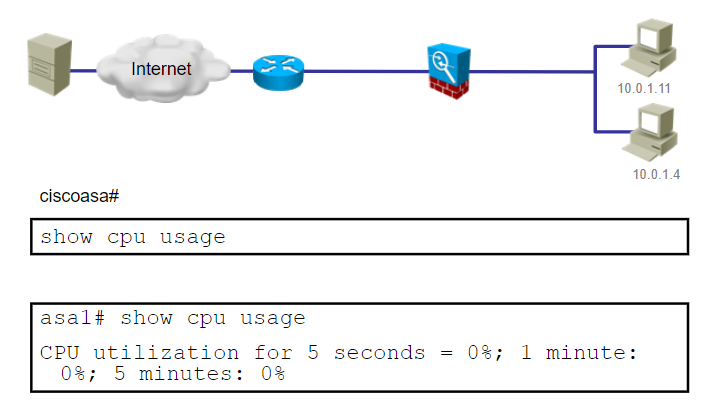 Internet
10.0.1.11
10.0.1.4
ciscoasa#
show cpu usage
asa1# show cpu usage
CPU utilization for 5 seconds = 0%; 1 minute:
0%; 5 minutes: 0%